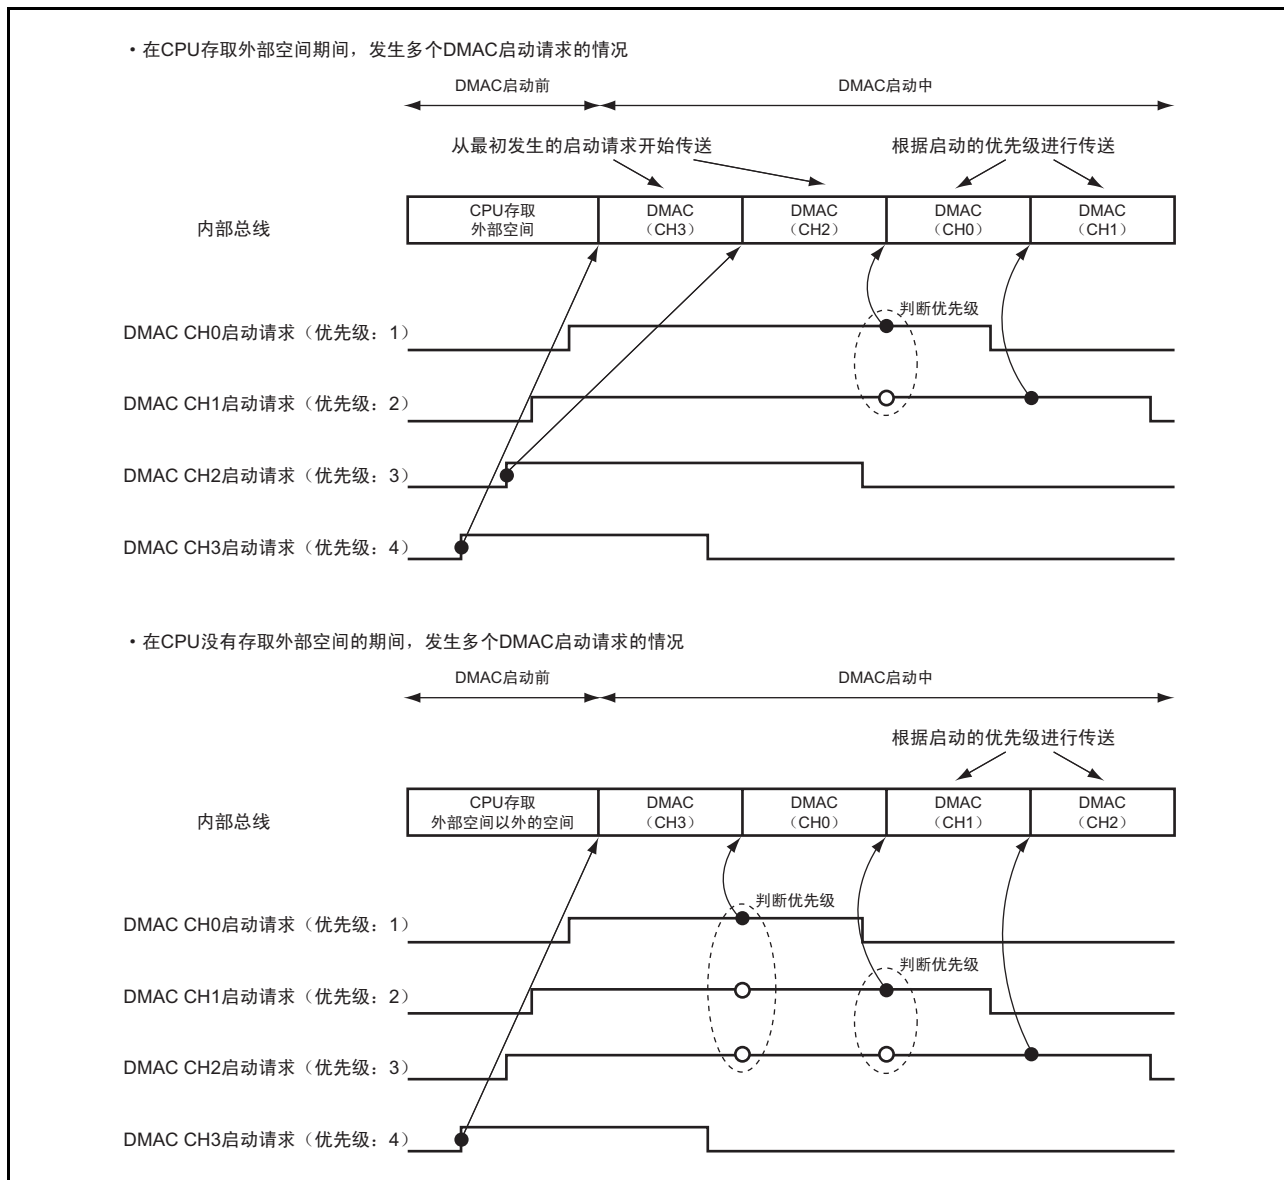 ・在CPU存取外部空间期间，发生多个DMAC启动请求的情况
DMAC启动前
DMAC启动中
从最初发生的启动请求开始传送
根据启动的优先级进行传送
内部总线
CPU存取
外部空间
DMAC
（CH3）
DMAC
（CH2）
DMAC
（CH0）
DMAC
（CH1）
判断优先级
DMAC CH0启动请求（优先级：1）
DMAC CH1启动请求（优先级：2）
DMAC CH2启动请求（优先级：3）
DMAC CH3启动请求（优先级：4）
・在CPU没有存取外部空间的期间，发生多个DMAC启动请求的情况
DMAC启动前
DMAC启动中
根据启动的优先级进行传送
内部总线
CPU存取
外部空间以外的空间
DMAC
（CH3）
DMAC
（CH0）
DMAC
（CH1）
DMAC
（CH2）
判断优先级
DMAC CH0启动请求（优先级：1）
判断优先级
DMAC CH1启动请求（优先级：2）
DMAC CH2启动请求（优先级：3）
DMAC CH3启动请求（优先级：4）